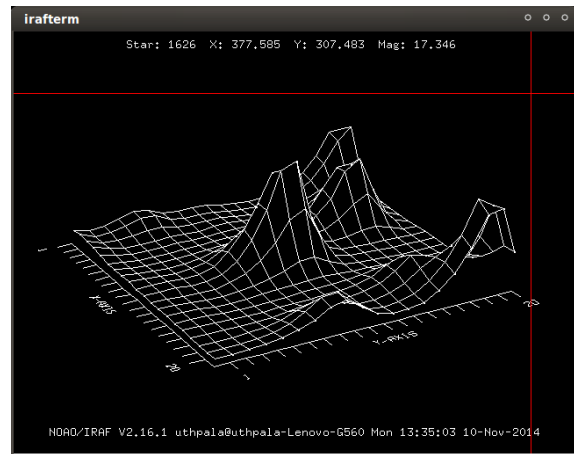 irafterm
Star: 1626 X: 377.585 Y: 307.483 Mag: 17.346
1
X-AXIS
20
1
Y-AXIS
20
NOAO/IRAF V2.16.1 uthpala@uthpala-Lenovo-G560 Mon 13:35:03 10-Nov-2014